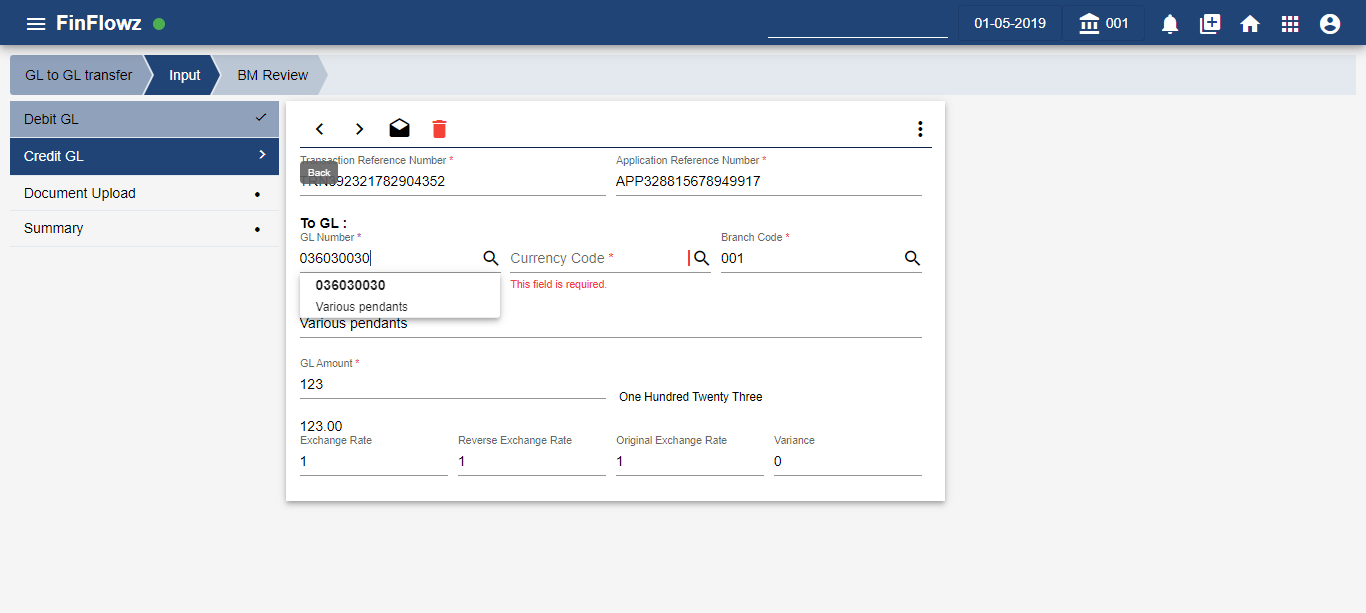 FinFlowz
01-05-2019
001
GL to GL transfer
Input
BM Review
Debit GL
Credit GL
Document Upload
Summary
Transaction Reference Number *
Application Reference Number *
Back
TRN392321782904352
APP328815678949917
To GL :
GL Number *
Branch Code *
036030030
Currency Code *
001
036030030
This field is required.
Various pendants
Various pendants
GL Amount *
123
One Hundred Twenty Three
123.00
Exchange Rate
Reverse Exchange Rate
Original Exchange Rate
Variance
1
1
1
0